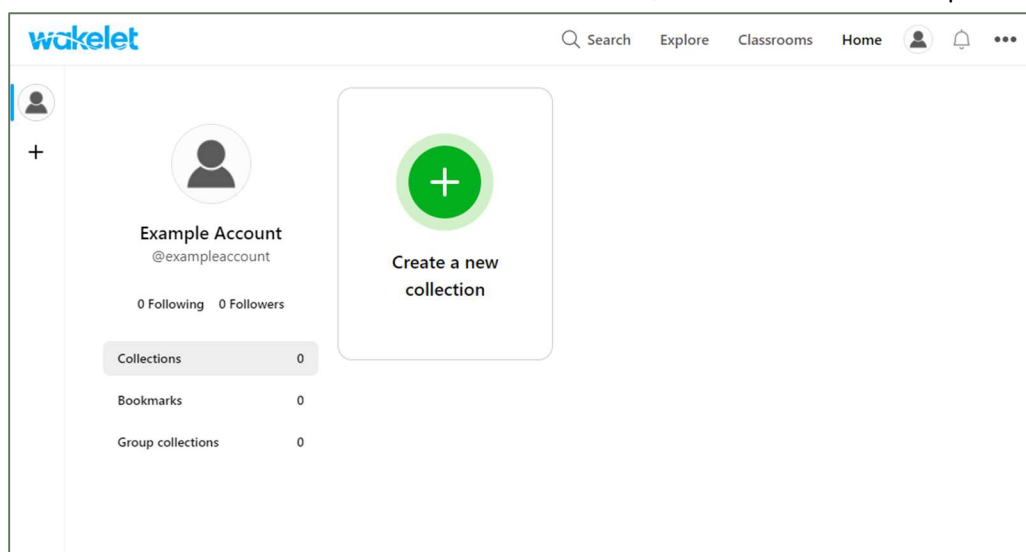 wakelet
Search Explore Classrooms Home
Example Account
@exampleaccount
0 Following 0 Followers
Collections 0
Bookmarks 0
Group collections 0
Create a new
collection